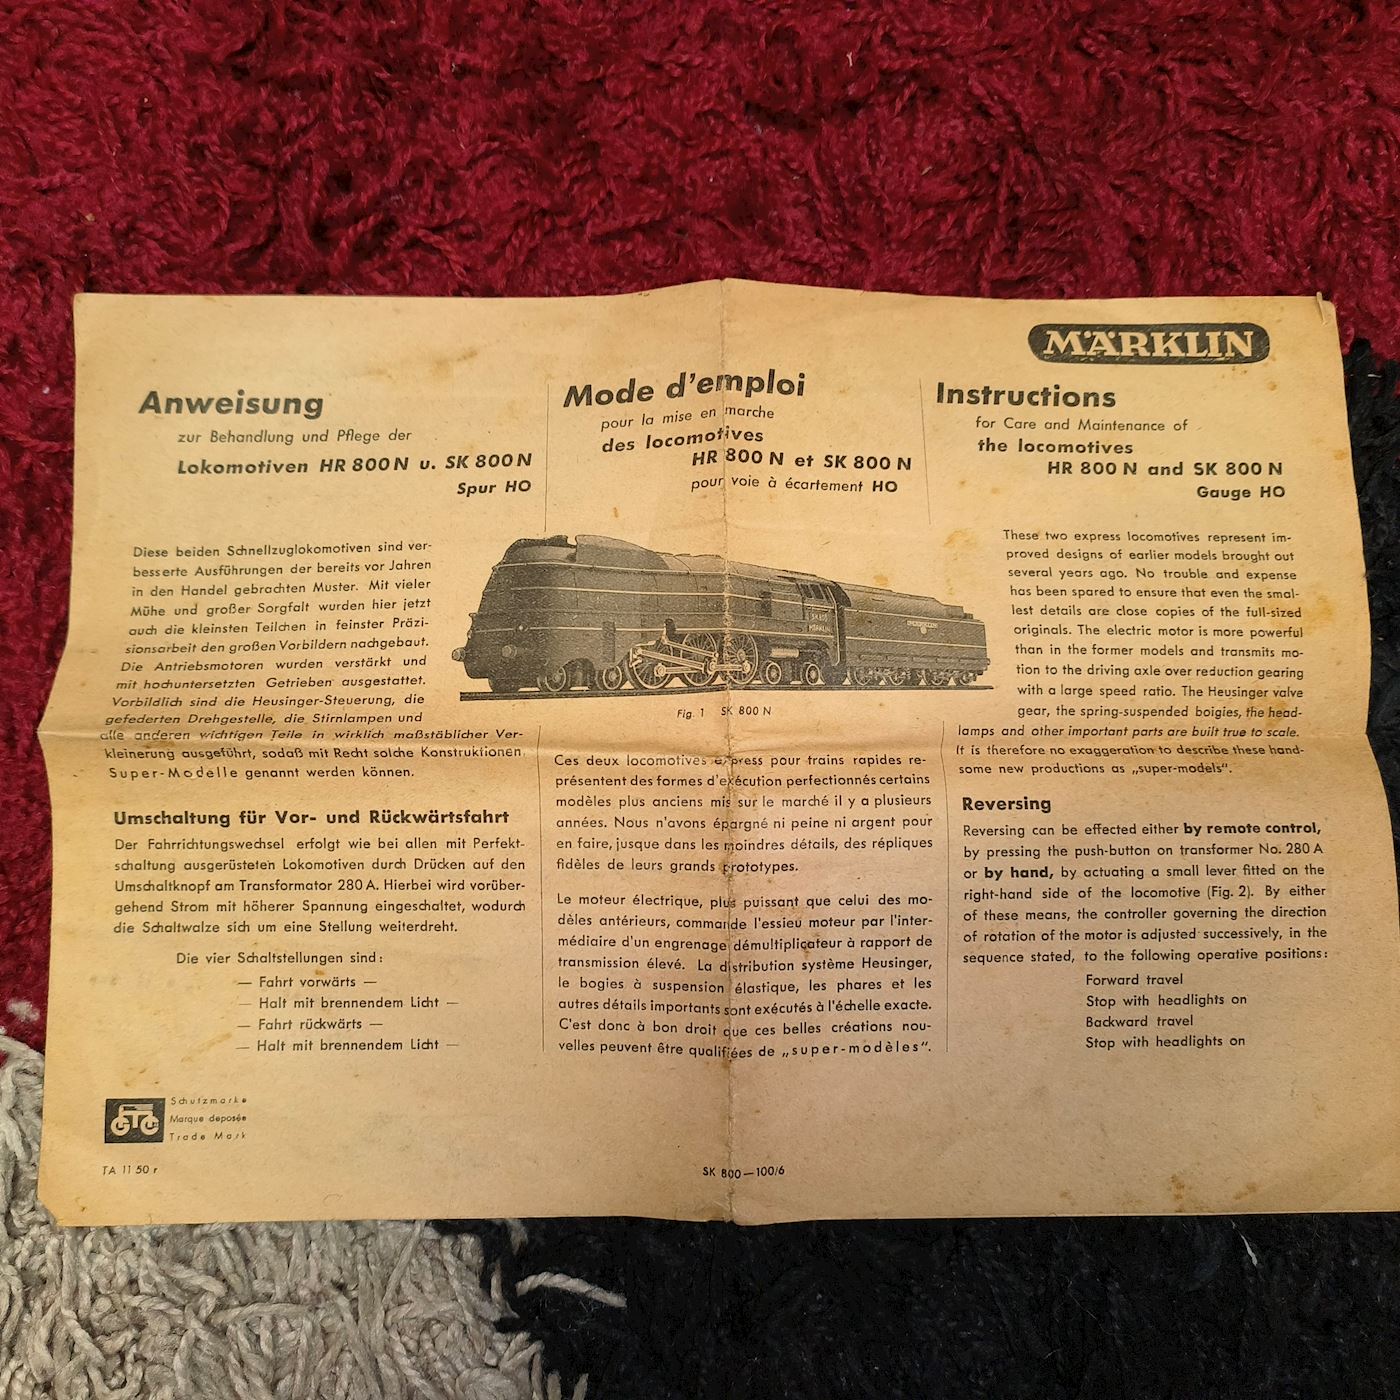 MÄRKLIN
Anweisung
zur Behandlung und Pflege der
Lokomotiven HR 800 N u. SK 800 N
Spur HO
Mode d'emploi
pour la mise en marche
des locomotives
HR 800 N et SK 800 N
pour voie à écartement HO
Instructions
for Care and Maintenance of
the locomotives
HR 800 N and SK 800 N
Gauge HO
Diese beiden Schnellzuglokomotiven sind ver-
besserte Ausführungen der bereits vor Jahren
in den Handel gebrachten Muster. Mit vieler
Mühe und großer Sorgfalt wurden hier jetzt
auch die kleinsten Teilchen in feinster Präzi-
sionsarbeit den großen Vorbildern nachgebaut.
Die Antriebsmotoren wurden verstärkt und
mit hochuntersetzten Getrieben ausgestattet.
Vorbildlich sind die Heusinger-Steuerung, die
gefederten Drehgestelle, die Stirnlampen und
alle anderen wichtigen Teile in wirklich maßstäblicher Ver-
kleinerung ausgeführt, sodaß mit Recht solche Konstruktionen
Super-Modelle genannt werden können.
Umschaltung für Vor- und Rückwärtsfahrt
Der Fahrrichtungswechsel erfolgt wie bei allen mit Perfekt-
schaltung ausgerüsteten Lokomotiven durch Drücken auf den
Umschaltknopf am Transformator 280 A. Hierbei wird vorüber-
gehend Strom mit höherer Spannung eingeschaltet, wodurch
die Schaltwalze sich um eine Stellung weiterdreht.
Die vier Schaltstellungen sind:
— Fahrt vorwärts —
— Halt mit brennendem Licht —
— Fahrt rückwärts —
— Halt mit brennendem Licht —
SK 800
MÄRKLIN
Fig. 1 SK 800 N
Ces deux locomotives express pour trains rapides re-
présentent des formes d'exécution perfectionnés certains
modèles plus anciens mis sur le marché il y a plusieurs
années. Nous n'avons épargné ni peine ni argent pour
en faire, jusque dans les moindres détails, des répliques
fidèles de leurs grands prototypes.
Le moteur électrique, plus puissant que celui des mo-
dèles antérieurs, commande l'essieu moteur par l'inter-
médiaire d'un engrenage démultiplicateur à rapport de
transmission élevé. La distribution système Heusinger,
le bogies à suspension élastique, les phares et les
autres détails importants sont exécutés à l'échelle exacte.
C'est donc à bon droit que ces belles créations nou-
velles peuvent être qualifiées de „super-modèles".
These two express locomotives represent im-
proved designs of earlier models brought out
several years ago. No trouble and expense
has been spared to ensure that even the smal-
lest details are close copies of the full-sized
originals. The electric motor is more powerful
than in the former models and transmits mo-
tion to the driving axle over reduction gearing
with a large speed ratio. The Heusinger valve
gear, the spring-suspended boigies, the head-
lamps and other important parts are built true to scale.
It is therefore no exaggeration to describe these hand-
some new productions as „super-models".
Reversing
Reversing can be effected either by remote control,
by pressing the push-button on transformer No. 280 A
or by hand, by actuating a small lever fitted on the
right-hand side of the locomotive (Fig. 2). By either
of these means, the controller governing the direction
of rotation of the motor is adjusted successively, in the
sequence stated, to the following operative positions:
Forward travel
Stop with headlights on
Backward travel
Stop with headlights on
Schutzmarke
Marque deposée
Trade Mark
TA 11 50 r
SK 800—100/6